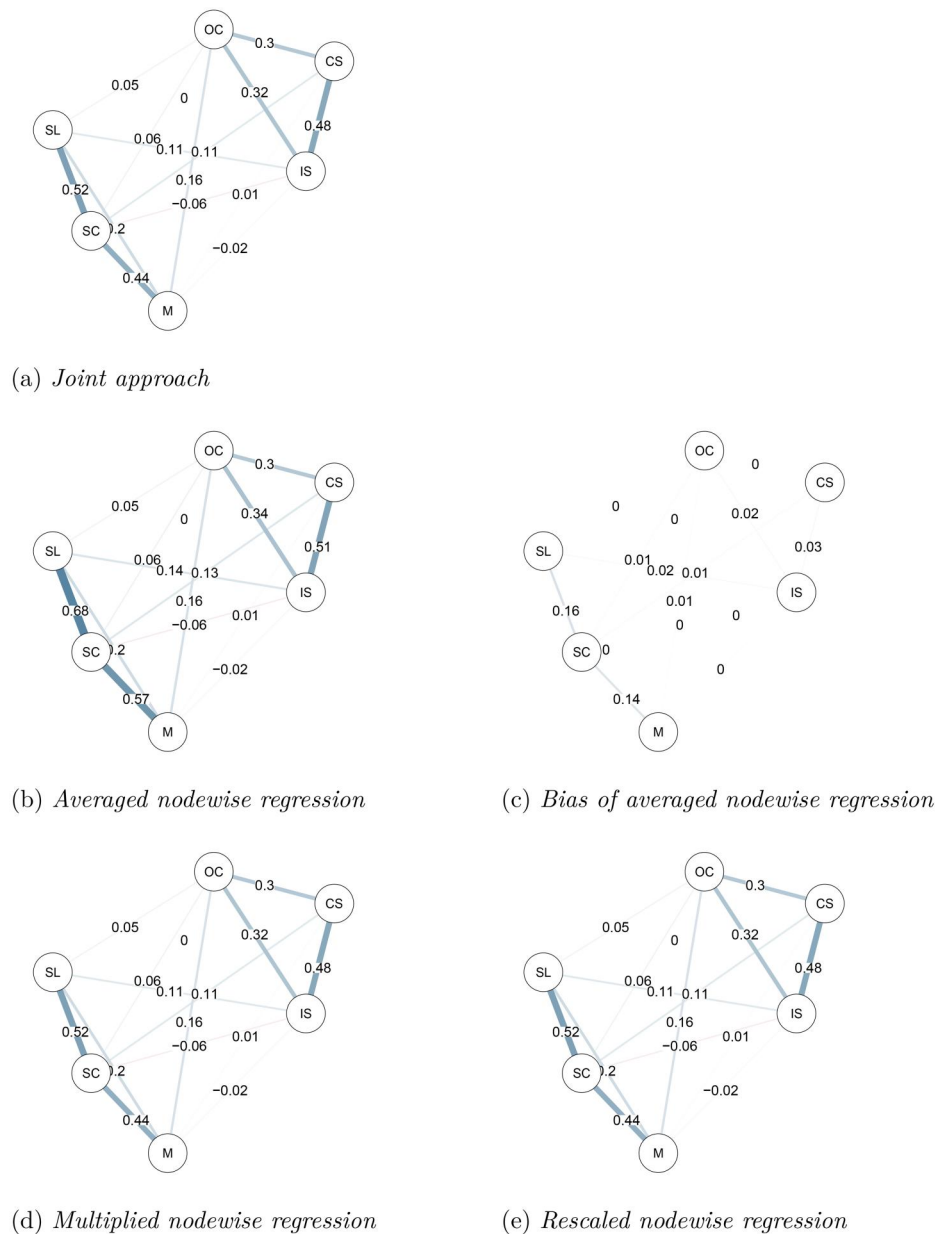 OC
0.3
CS
0.05
0
0.32
SL
0.48
0.06
0.11
0.11
IS
0.52
0.16
0.01
−0.06
SC
0.2
−0.02
0.44
M
(a) Joint approach
OC
0.3
CS
0.05
0
0.34
SL
0.51
0.06
0.14
0.13
IS
0.68
0.16
0.01
−0.06
SC
0.2
−0.02
0.57
M
(b) Averaged nodewise regression
OC
0
CS
0
0
0.02
SL
0.03
0.01
0.02
0.01
IS
0.16
0.01
0
0
SC
0
0
0.14
M
(c) Bias of averaged nodewise regression
OC
0.3
CS
0.05
0
0.32
SL
0.48
0.06
0.11
0.11
IS
0.52
0.16
0.01
−0.06
SC
0.2
−0.02
0.44
M
(d) Multiplied nodewise regression
OC
0.3
CS
0.05
0
0.32
SL
0.48
0.06
0.11
0.11
IS
0.52
0.16
0.01
−0.06
SC
0.2
−0.02
0.44
M
(e) Rescaled nodewise regression